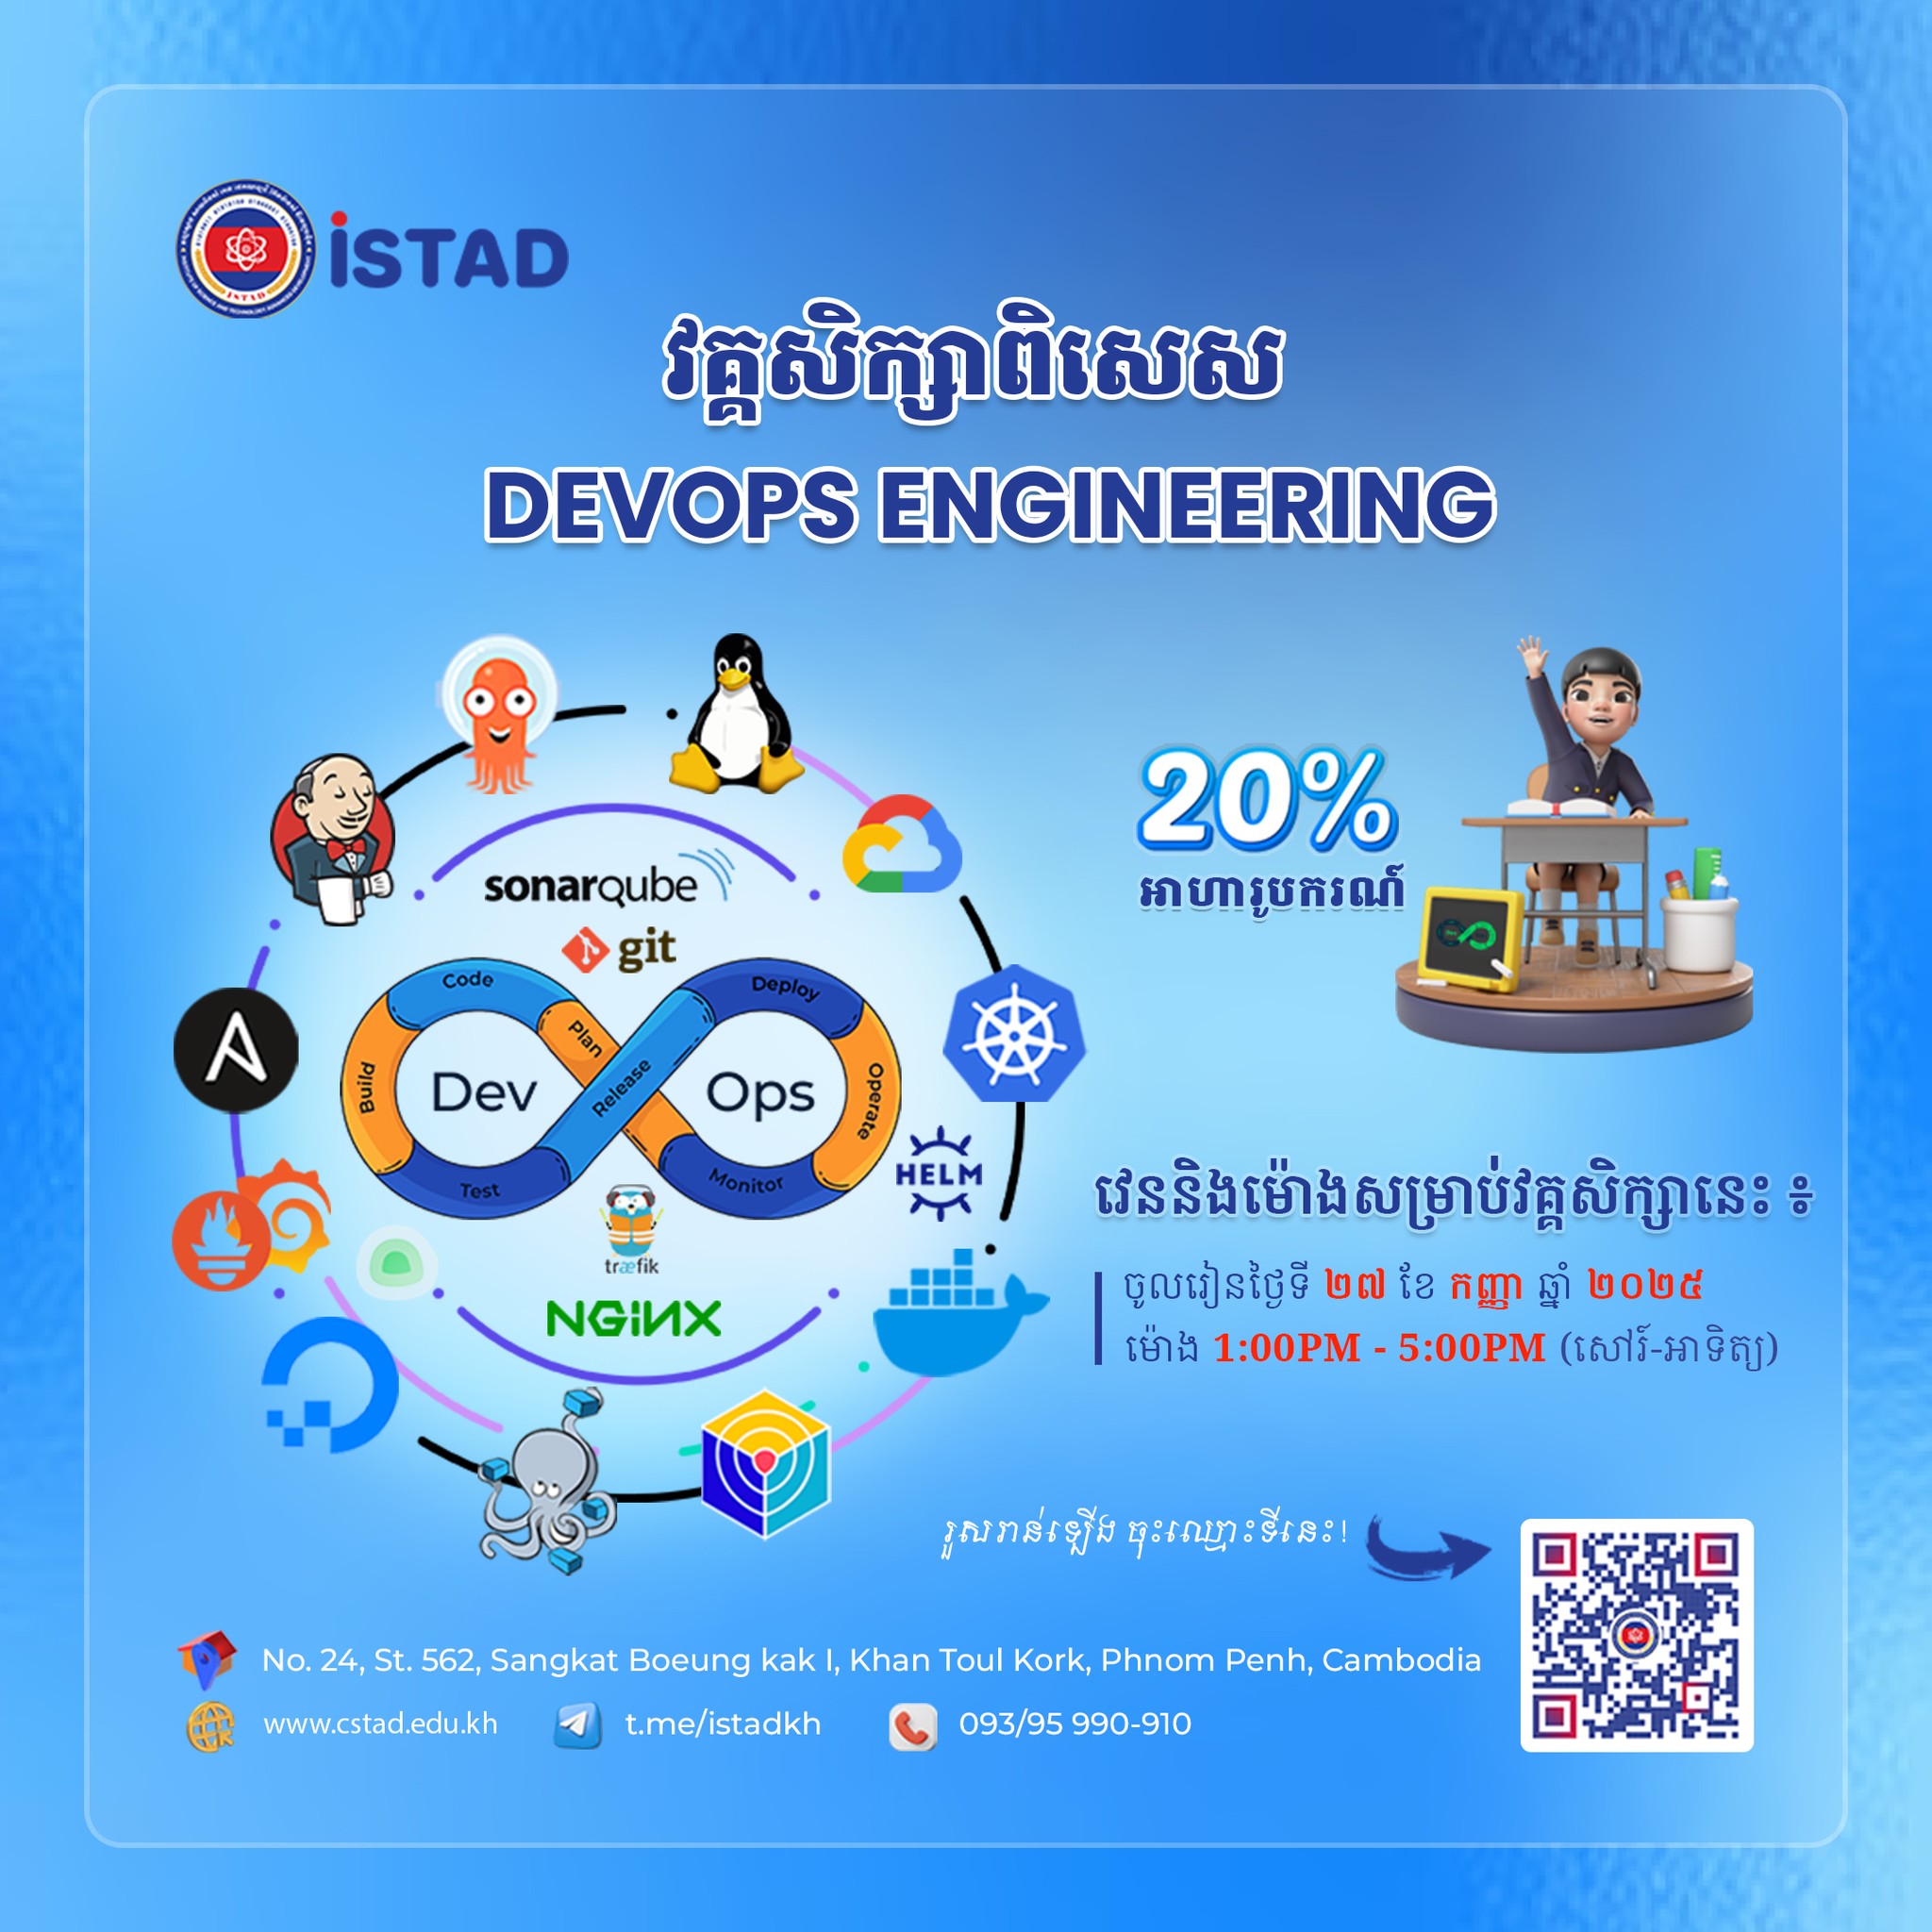 iSTAD
វគ្គសិក្សាពិសេស
DEVOPS ENGINEERING
20%
អាហារូបករណ៍
sonarqube
git
Code
Plan
Build
Dev
Test
Release
Deploy
Ops
Operate
Monitor
HELM
træfik
NGiNX
វេននិងម៉ោងសម្រាប់វគ្គសិក្សានេះ ៖
ចូលរៀនថ្ងៃទី ២៧ ខែ កញ្ញា ឆ្នាំ ២០២៥
ម៉ោង 1:00PM - 5:00PM (សៅរ៍-អាទិត្យ)
រួសរាន់ឡើង ចុះឈ្មោះទីនេះ!
No. 24, St. 562, Sangkat Boeung kak I, Khan Toul Kork, Phnom Penh, Cambodia
www.cstad.edu.kh
t.me/istadkh
093/95 990-910